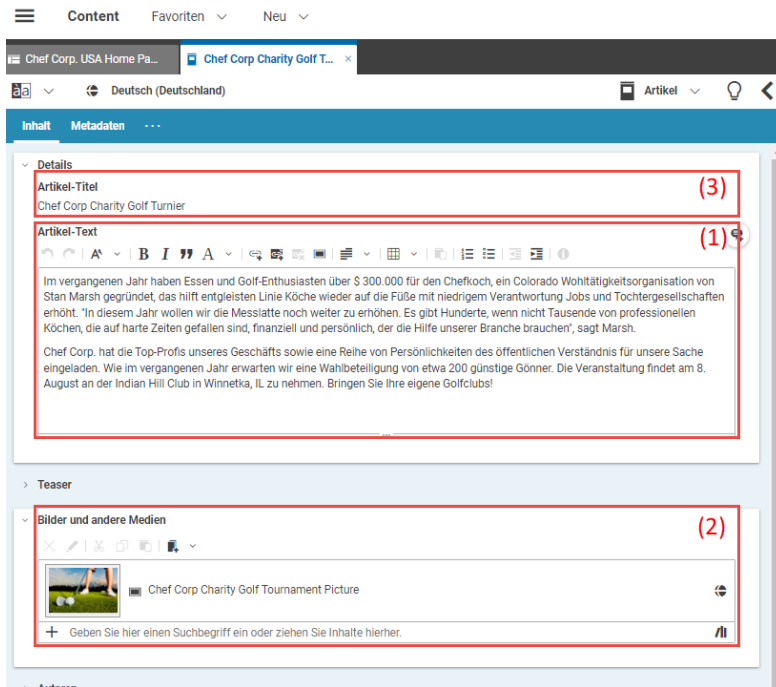 Content Favoriten Neu
Chef Corp. USA Home Pa... Chef Corp Charity Golf T... ×
àa Deutsch (Deutschland) Artikel
Inhalt Metadaten ...
Details
Artikel-Titel (3)
Chef Corp Charity Golf Turnier
Artikel-Text (1)
B I A
Im vergangenen Jahr haben Essen und Golf-Enthusiasten über $ 300.000 für den Chefkoch, ein Colorado Wohltätigkeitsorganisation von
Stan Marsh gegründet, das hilft entgleisten Linie Köche wieder auf die Füße mit niedrigem Verantwortung Jobs und Tochtergesellschaften
erhöht. "In diesem Jahr wollen wir die Messlatte noch weiter zu erhöhen. Es gibt Hunderte, wenn nicht Tausende von professionellen
Köchen, die auf harte Zeiten gefallen sind, finanziell und persönlich, der die Hilfe unserer Branche brauchen", sagt Marsh.
Chef Corp. hat die Top-Profis unseres Geschäfts sowie eine Reihe von Persönlichkeiten des öffentlichen Verständnis für unsere Sache
eingeladen. Wie im vergangenen Jahr erwarten wir eine Wahlbeteiligung von etwa 200 günstige Gönner. Die Veranstaltung findet am 8.
August an der Indian Hill Club in Winnetka, IL zu nehmen. Bringen Sie Ihre eigene Golfclubs!
Teaser
Bilder und andere Medien (2)
Chef Corp Charity Golf Tournament Picture
Geben Sie hier einen Suchbegriff ein oder ziehen Sie Inhalte hierher.